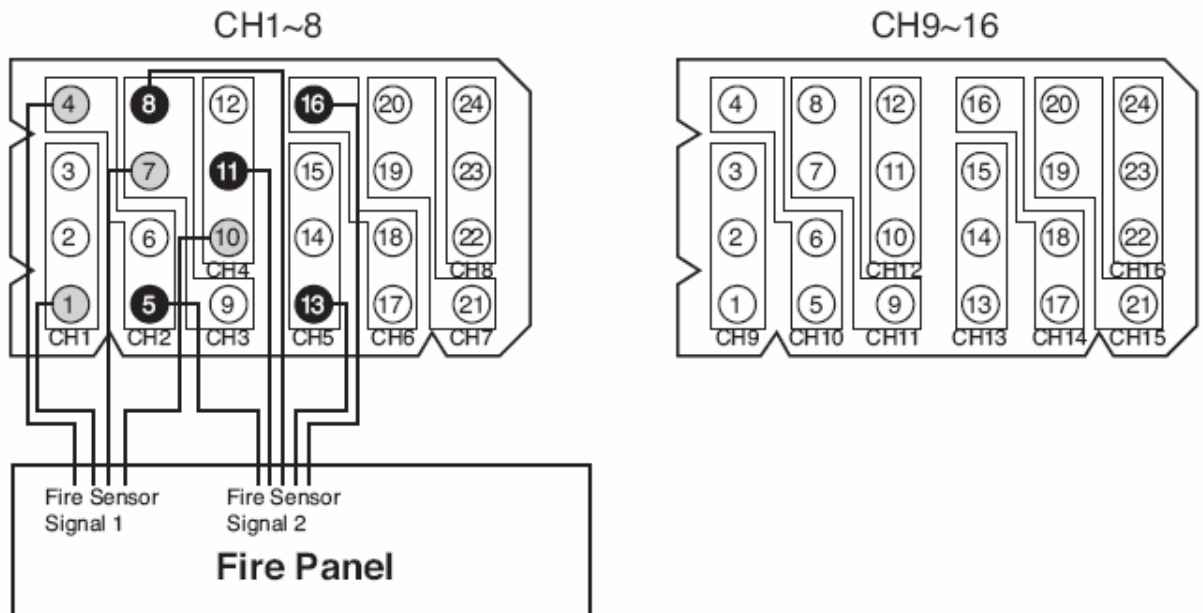 CH1~8
CH9~16
4 8 12 16 20 24
3 7 11 15 19 23
2 6 10 14 18 22
CH4 CH8
1 5 9 13 17 21
CH1 CH2 CH3 CH5 CH6 CH7
4 8 12 16 20 24
3 7 11 15 19 23
2 6 10 14 18 22
CH12 CH16
1 5 9 13 17 21
CH9 CH10 CH11 CH13 CH14 CH15
Fire Sensor
Signal 1
Fire Sensor
Signal 2
Fire Panel